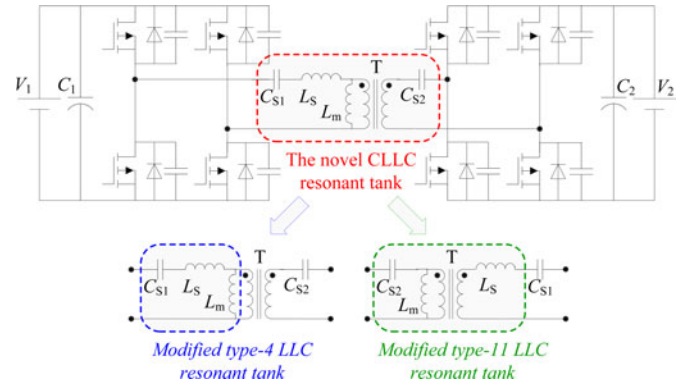 T
V1
C1
CS1
LS
Lm
CS2
C2
V2
The novel CLLC
resonant tank
T
CS1
LS
Lm
CS2
T
CS2
Lm
LS
CS1
Modified type-4 LLC
resonant tank
Modified type-11 LLC
resonant tank